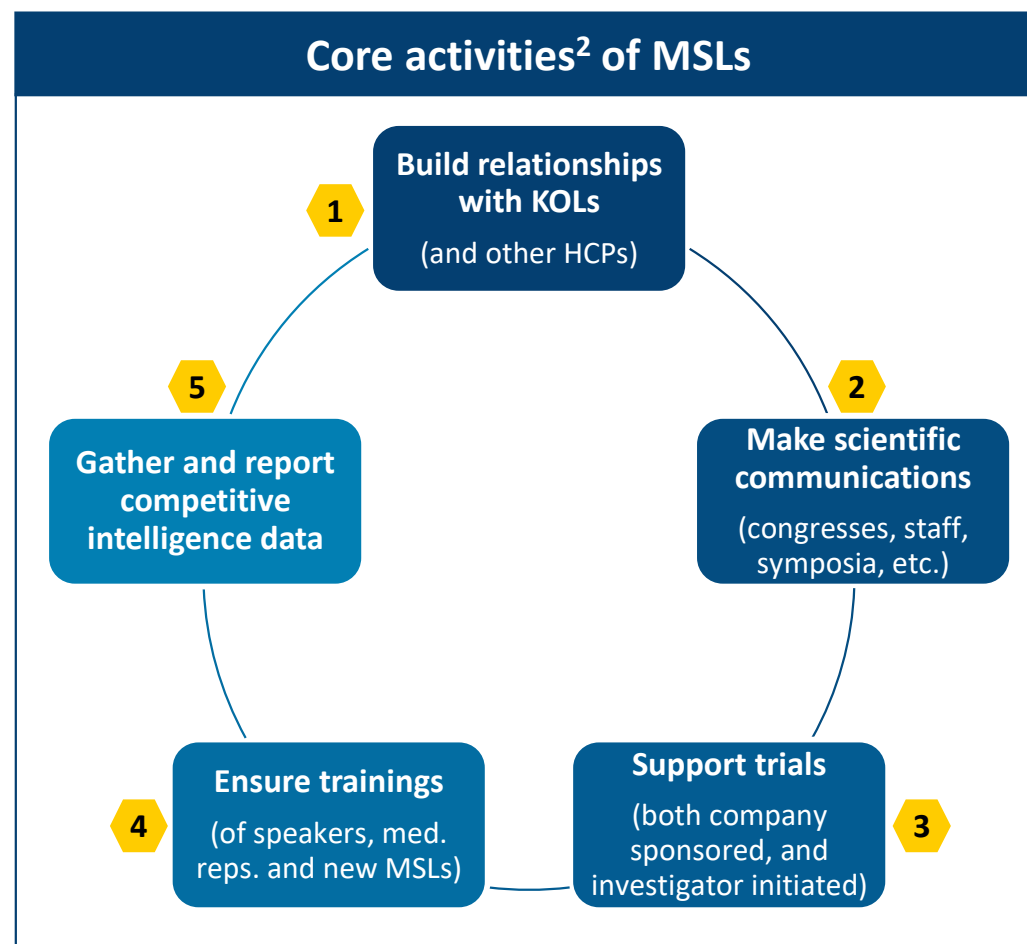 Core activities² of MSLs
1
Build relationships
with KOLs
(and other HCPs)
2
Make scientific
communications
(congresses, staff,
symposia, etc.)
3
Support trials
(both company
sponsored, and
investigator initiated)
4
Ensure trainings
(of speakers, med.
reps. and new MSLs)
5
Gather and report
competitive
intelligence data